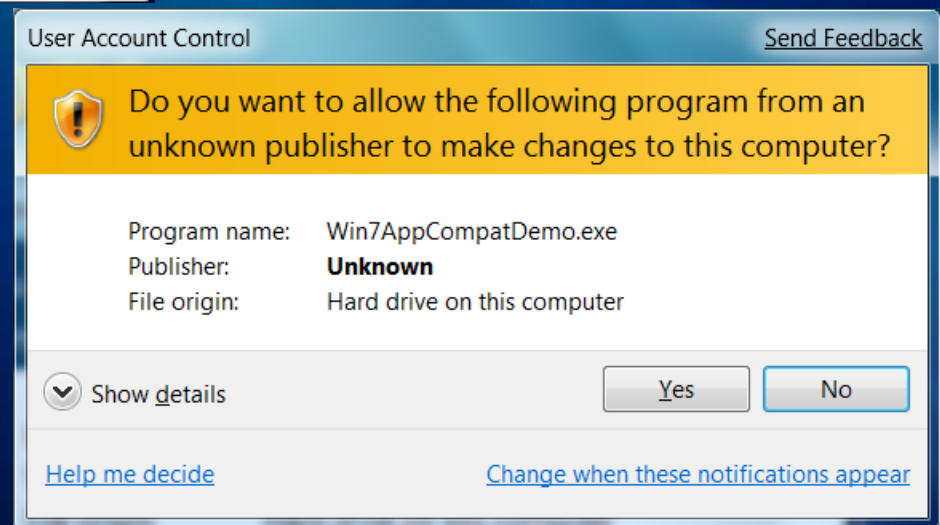 User Account Control Send Feedback
Do you want to allow the following program from an
unknown publisher to make changes to this computer?
Program name: Win7AppCompatDemo.exe
Publisher: Unknown
File origin: Hard drive on this computer
Show details Yes No
Help me decide Change when these notifications appear